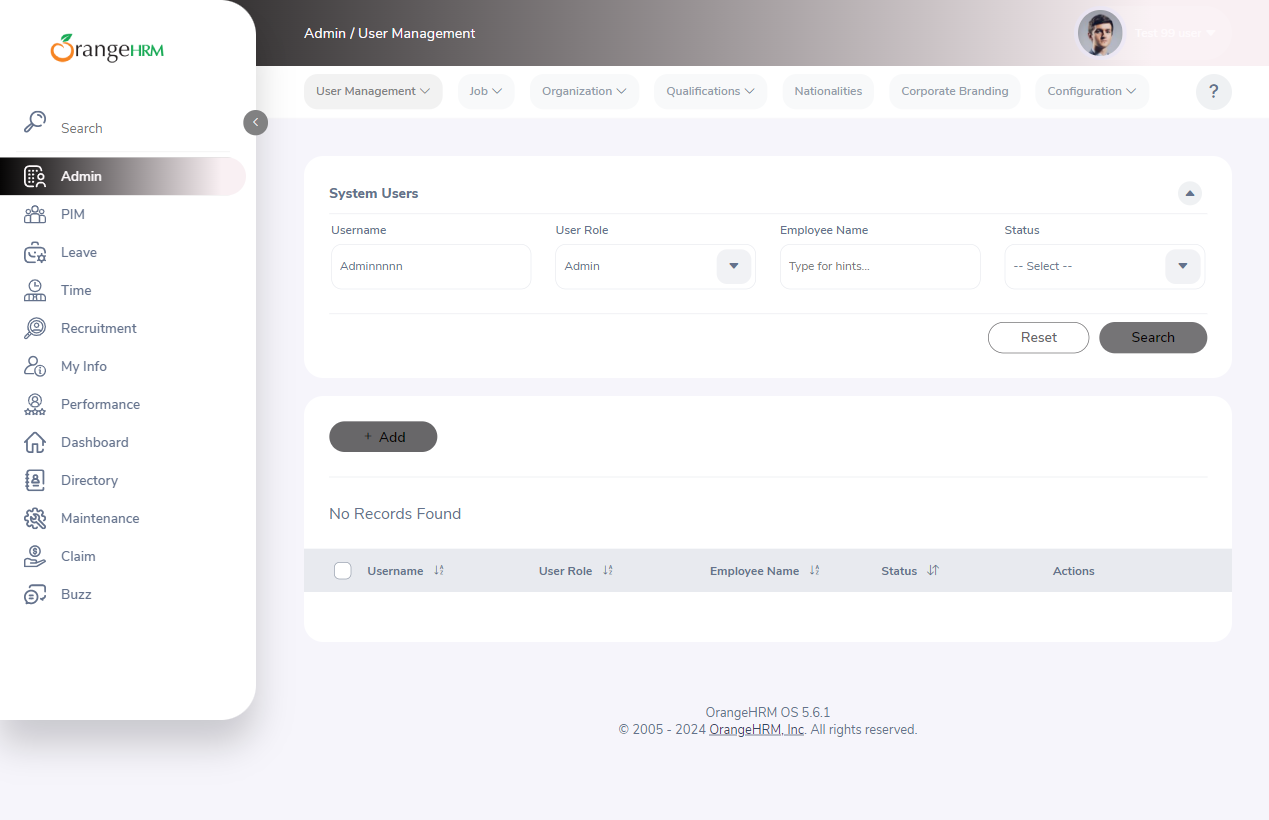 OrangeHRM
Admin / User Management
User Management
Job
Organization
Qualifications
Nationalities
Corporate Branding
Configuration
?
Search
Admin
PIM
Leave
Time
Recruitment
My Info
Performance
Dashboard
Directory
Maintenance
Claim
Buzz
System Users
Username
User Role
Employee Name
Status
Adminnnnn
Admin
Type for hints...
-- Select --
Reset
Search
+ Add
No Records Found
Username
User Role
Employee Name
Status
Actions
OrangeHRM OS 5.6.1
© 2005 - 2024 OrangeHRM, Inc. All rights reserved.